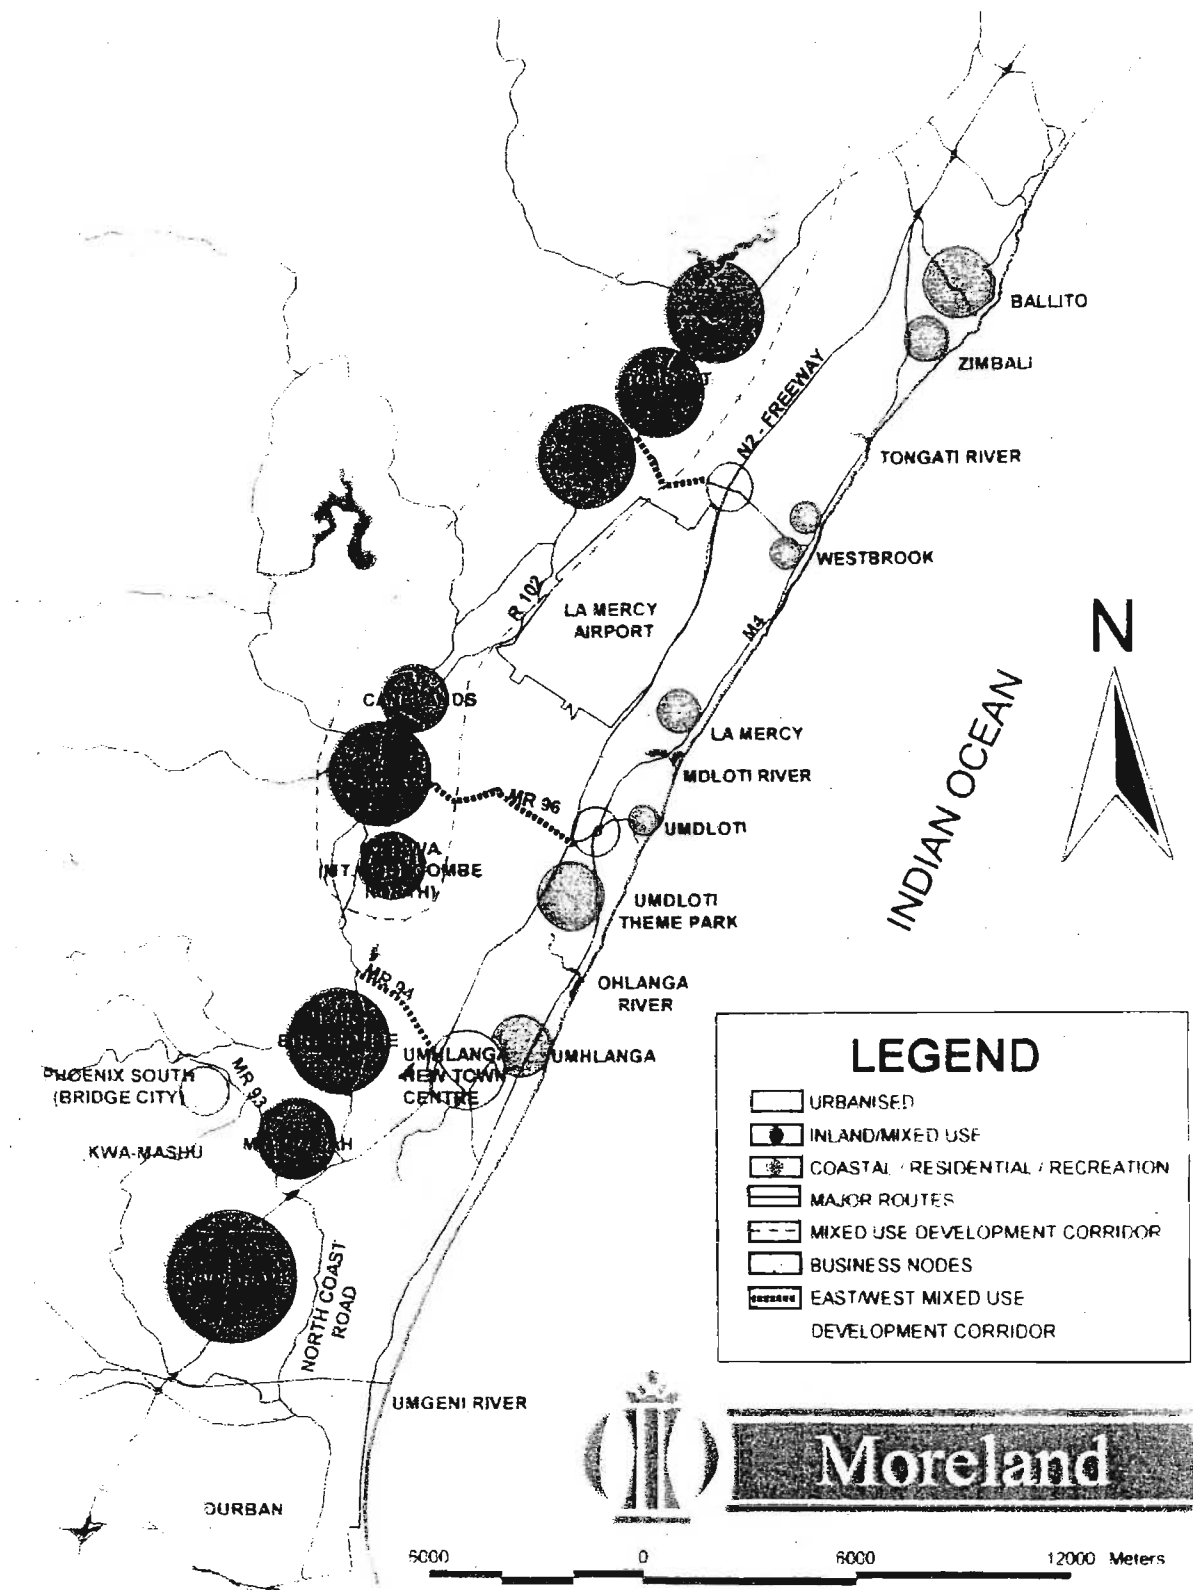 BALLITO
ZIMBALI
N2 - FREEWAY
TONGATI RIVER
WESTBROOK
R 102
LA MERCY
AIRPORT
M4
N
INDIAN OCEAN
LA MERCY
MDLOTI RIVER
MR 96
UMDLOTI
UMDLOTI
THEME PARK
OHLANGA
RIVER
MR 94
UMHLANGA
NEW TOWN
CENTRE
UMHLANGA
PHOENIX SOUTH
(BRIDGE CITY)
MR 93
KWA-MASHU
NORTH COAST
ROAD
UMGENI RIVER
DURBAN
LEGEND
URBANISED
INLAND/MIXED USE
COASTAL / RESIDENTIAL / RECREATION
MAJOR ROUTES
MIXED USE DEVELOPMENT CORRIDOR
BUSINESS NODES
EAST/WEST MIXED USE
DEVELOPMENT CORRIDOR
Moreland
6000 0 6000 12000 Meters